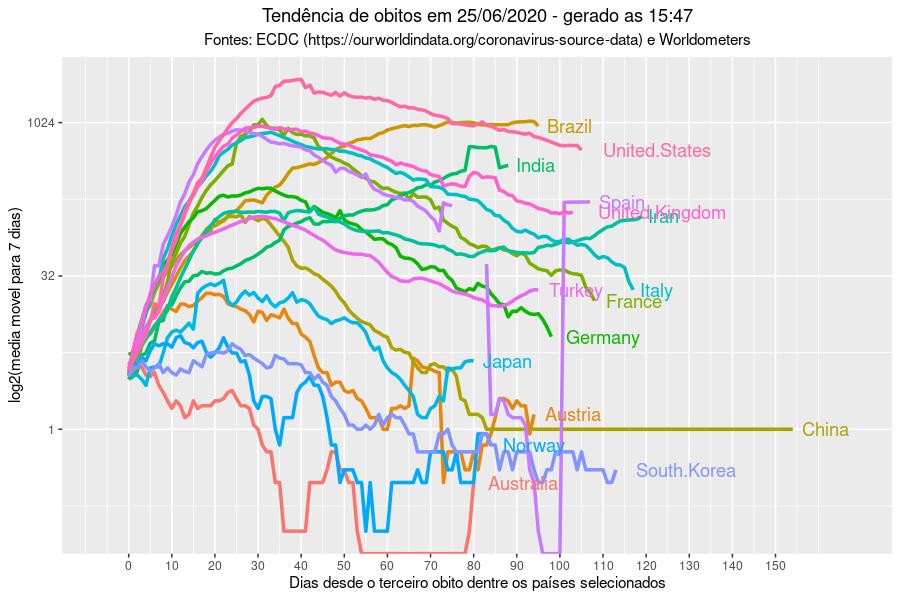 Tendência de obitos em 25/06/2020 - gerado as 15:47
Fontes: ECDC (https://ourworldindata.org/coronavirus-source-data) e Worldometers
log2(media movel para 7 dias)
1024
32
1
Brazil
United.States
India
Spain
United.Kingdom
Iran
Turkey
Italy
France
Germany
Japan
Austria
China
Norway
South.Korea
Australia
0 10 20 30 40 50 60 70 80 90 100 110 120 130 140 150
Dias desde o terceiro obito dentre os países selecionados